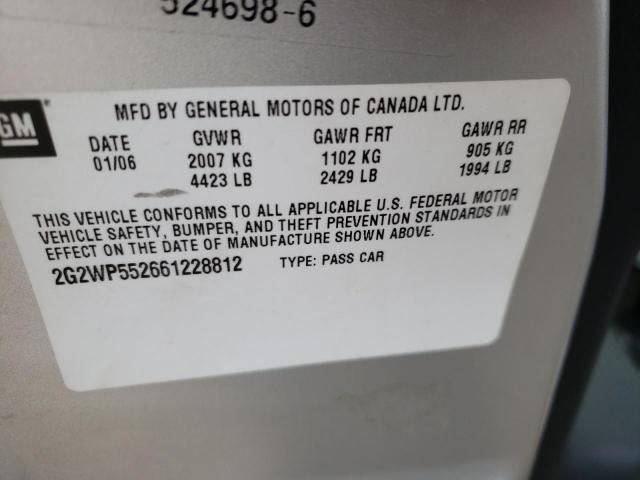 524698-6
GM
MFD BY GENERAL MOTORS OF CANADA LTD.
DATE GVWR GAWR FRT GAWR RR
01/06 2007 KG 1102 KG 905 KG
4423 LB 2429 LB 1994 LB
THIS VEHICLE CONFORMS TO ALL APPLICABLE U.S. FEDERAL MOTOR
VEHICLE SAFETY, BUMPER, AND THEFT PREVENTION STANDARDS IN
EFFECT ON THE DATE OF MANUFACTURE SHOWN ABOVE.
2G2WP552661228812 TYPE: PASS CAR